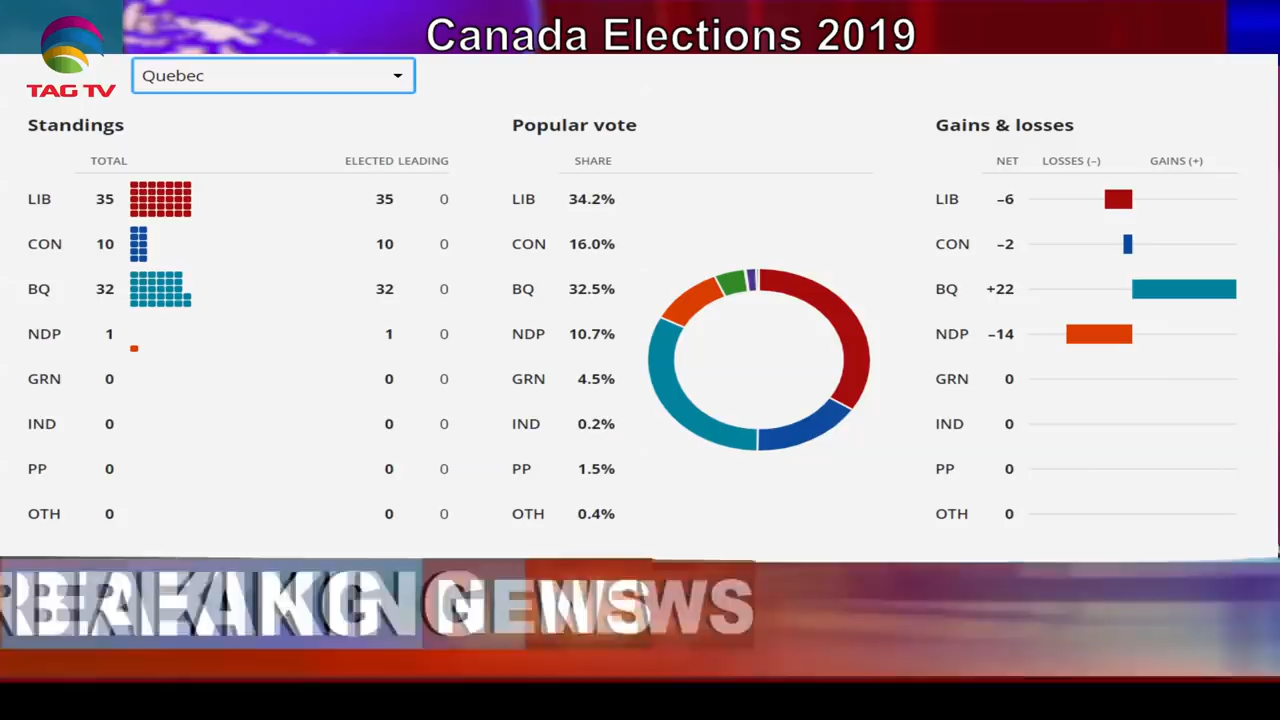 Canada Elections 2019
TAG TV
Quebec
Standings
TOTAL ELECTED LEADING
LIB 35 35 0
CON 10 10 0
BQ 32 32 0
NDP 1 1 0
GRN 0 0 0
IND 0 0 0
PP 0 0 0
OTH 0 0 0
Popular vote
SHARE
LIB 34.2%
CON 16.0%
BQ 32.5%
NDP 10.7%
GRN 4.5%
IND 0.2%
PP 1.5%
OTH 0.4%
Gains & losses
NET LOSSES (–) GAINS (+)
LIB –6
CON –2
BQ +22
NDP –14
GRN 0
IND 0
PP 0
OTH 0
BREAKING NEWS